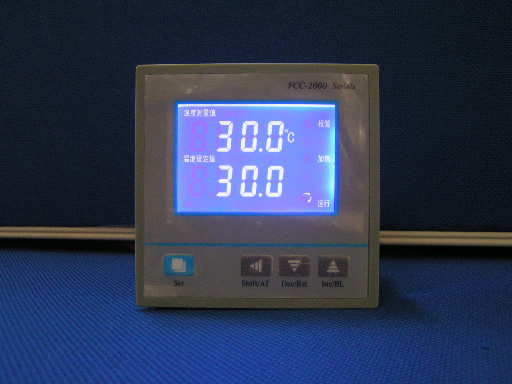 FCC-2000 Serials
温度测量值
报警
30.0℃
温度设定值
加热
30.0
运行
Set
Shift/AT
Dec/Rst
Inc/BL